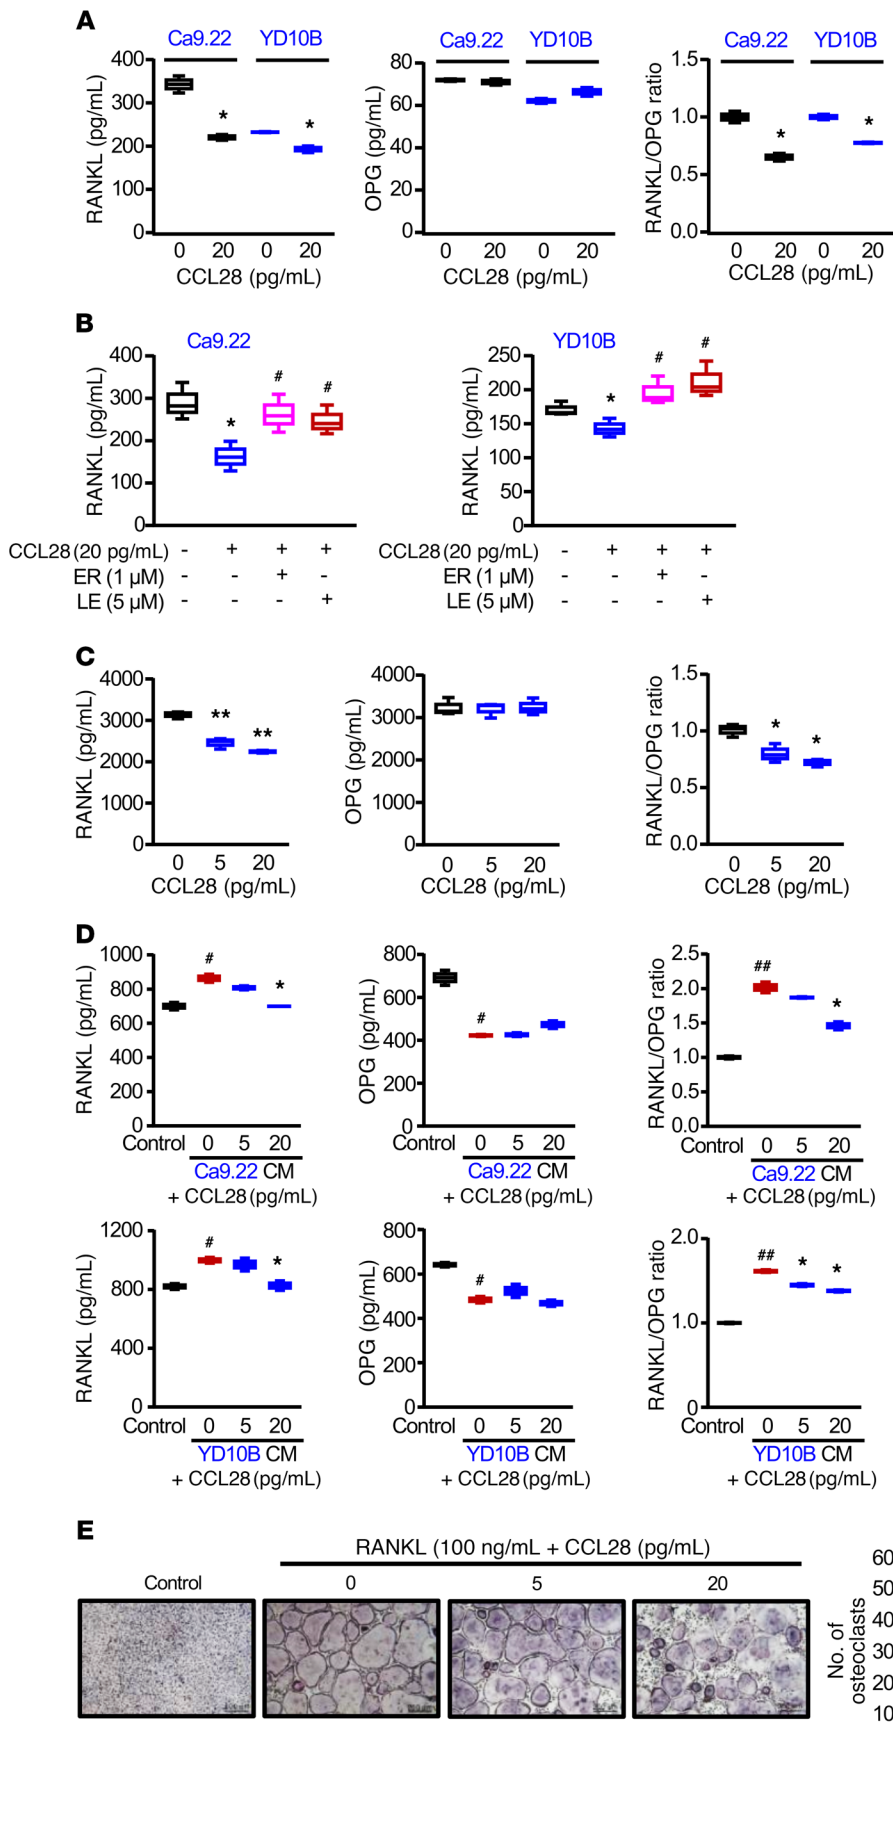 A
Ca9.22 YD10B
RANKL (pg/mL)
400
300
200
100
0
* *
0 20 0 20
CCL28 (pg/mL)
Ca9.22 YD10B
OPG (pg/mL)
80
60
40
20
0
0 20 0 20
CCL28 (pg/mL)
Ca9.22 YD10B
RANKL/OPG ratio
1.5
1.0
0.5
0.0
* *
0 20 0 20
CCL28 (pg/mL)
B
Ca9.22
RANKL (pg/mL)
400
300
200
100
0
* # #
CCL28 (20 pg/mL) - + + +
ER (1 µM) - - + -
LE (5 µM) - - - +
YD10B
RANKL (pg/mL)
250
200
150
100
50
0
* # #
CCL28 (20 pg/mL) - + + +
ER (1 µM) - - + -
LE (5 µM) - - - +
C
RANKL (pg/mL)
4000
3000
2000
1000
0
** **
0 5 20
CCL28 (pg/mL)
OPG (pg/mL)
4000
3000
2000
1000
0
0 5 20
CCL28 (pg/mL)
RANKL/OPG ratio
1.5
1.0
0.5
0.0
* *
0 5 20
CCL28 (pg/mL)
D
RANKL (pg/mL)
1000
800
600
400
200
0
# *
Control 0 5 20
Ca9.22 CM
+ CCL28 (pg/mL)
OPG (pg/mL)
800
600
400
200
0
#
0 5 20
Ca9.22 CM
+ CCL28 (pg/mL)
Control
RANKL/OPG ratio
2.5
2.0
1.5
1.0
0.5
0.0
## *
Control 0 5 20
Ca9.22 CM
+ CCL28 (pg/mL)
RANKL (pg/mL)
1200
800
400
0
# *
Control 0 5 20
YD10B CM
+ CCL28 (pg/mL)
OPG (pg/mL)
800
600
400
200
0
#
Control 0 5 20
YD10B CM
+ CCL28 (pg/mL)
RANKL/OPG ratio
2.0
1.0
0
## * *
Control 0 5 20
YD10B CM
+ CCL28 (pg/mL)
E
RANKL (100 ng/mL + CCL28 (pg/mL)
Control 0 5 20
No. of
osteoclasts
60
50
40
30
20
10